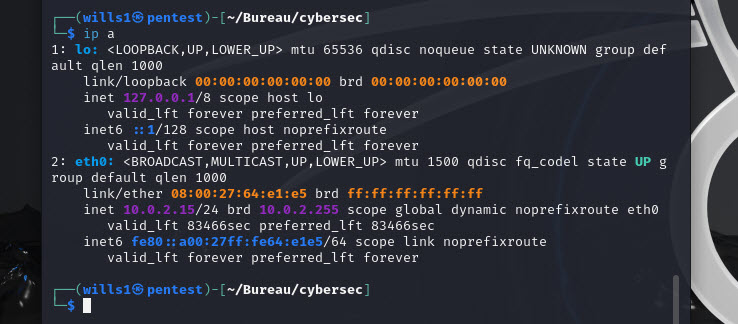 ┌──(wills1㉿pentest)-[~/Bureau/cybersec]
└─$ ip a
1: lo: <LOOPBACK,UP,LOWER_UP> mtu 65536 qdisc noqueue state UNKNOWN group def
ault qlen 1000
    link/loopback 00:00:00:00:00:00 brd 00:00:00:00:00:00
    inet 127.0.0.1/8 scope host lo
       valid_lft forever preferred_lft forever
    inet6 ::1/128 scope host noprefixroute
       valid_lft forever preferred_lft forever
2: eth0: <BROADCAST,MULTICAST,UP,LOWER_UP> mtu 1500 qdisc fq_codel state UP g
roup default qlen 1000
    link/ether 08:00:27:64:e1:e5 brd ff:ff:ff:ff:ff:ff
    inet 10.0.2.15/24 brd 10.0.2.255 scope global dynamic noprefixroute eth0
       valid_lft 83466sec preferred_lft 83466sec
    inet6 fe80::a00:27ff:fe64:e1e5/64 scope link noprefixroute
       valid_lft forever preferred_lft forever
┌──(wills1㉿pentest)-[~/Bureau/cybersec]
└─$